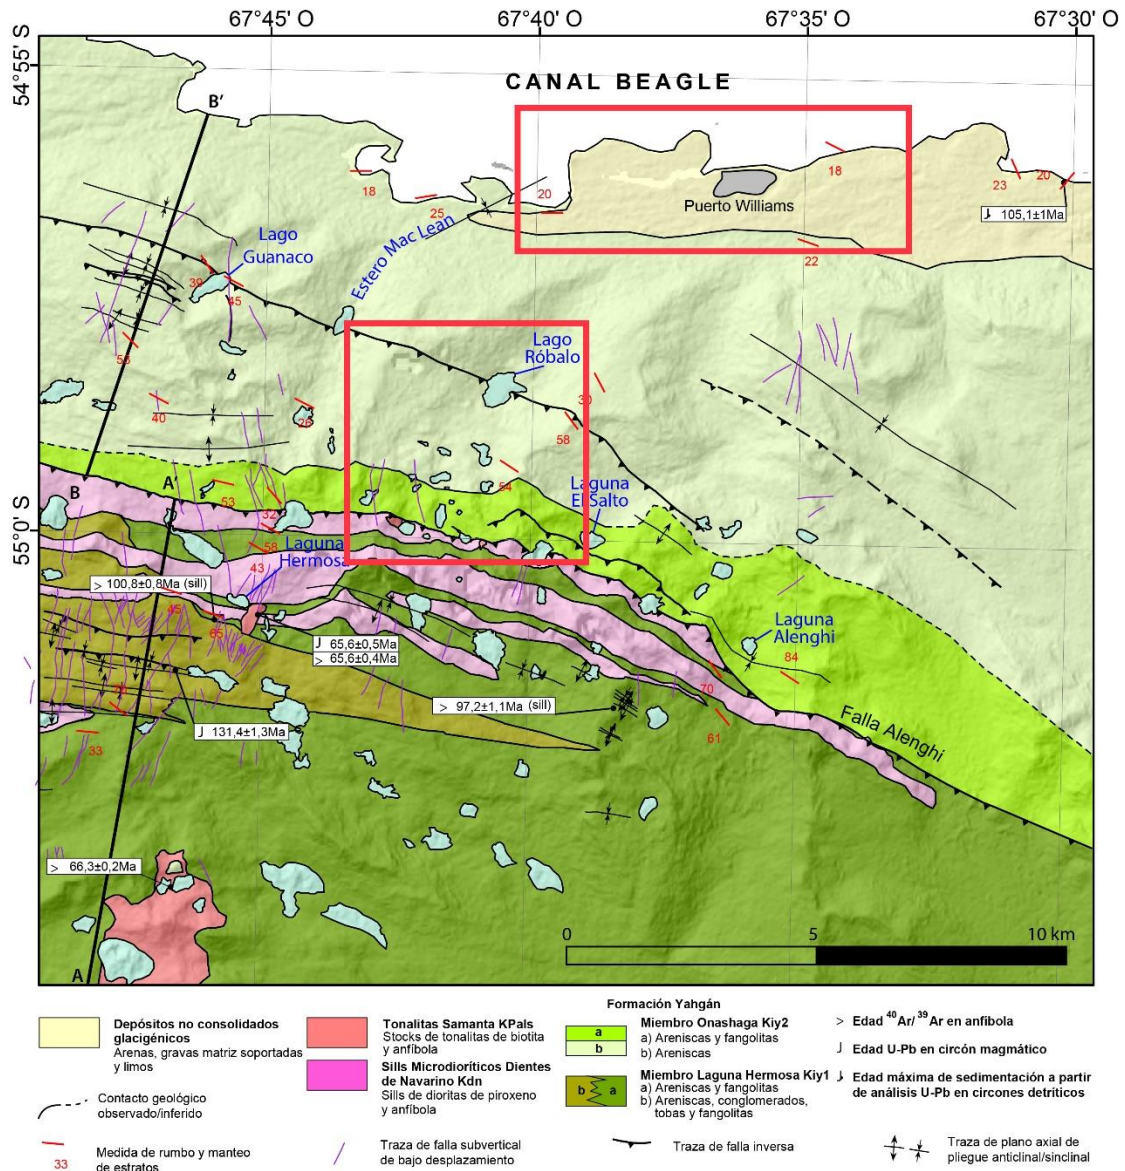 67°45' O
67°40' O
67°35' O
67°30' O
54°55'S
CANAL BEAGLE
B'
18
25
20
18
23
20
Puerto Williams
105,1±1Ma
22
Estero Mac Lean
Lago
Guanaco
39
45
53
Lago
Róbalo
30
58
40
26
54
A'
B
53
32
Laguna
El Salto
55°0'S
58
43
Laguna
Hermosa
> 100,8±0,8Ma (sill)
45
65
65,6±0,5Ma
> 65,6±0,4Ma
Laguna
Alenghi
84
70
> 97,2±1,1Ma (sill)
61
131,4±1,3Ma
33
Falla Alenghi
> 66,3±0,2Ma
A
0
5
10 km
Depósitos no consolidados
glacigénicos
Arenas, gravas matriz soportadas
y limos
Contacto geológico
observado/inferido
33
Medida de rumbo y manteo
de estratos
Tonalitas Samanta KPals
Stocks de tonalitas de biotita
y anfíbola
Sills Microdioríticos Dientes
de Navarino Kdn
Sills de dioritas de piroxeno
y anfíbola
Traza de falla subvertical
de bajo desplazamiento
Formación Yahgán
a
b
Miembro Onashaga Kiy2
a) Areniscas y fangolitas
b) Areniscas
b
a
Miembro Laguna Hermosa Kiy1
a) Areniscas y fangolitas
b) Areniscas, conglomerados,
tobas y fangolitas
Traza de falla inversa
> Edad ⁴⁰Ar/ ³⁹Ar en anfíbola
Edad U-Pb en circón magmático
Edad máxima de sedimentación a partir
de análisis U-Pb en circones detríticos
Traza de plano axial de
pliegue anticlinal/sinclinal